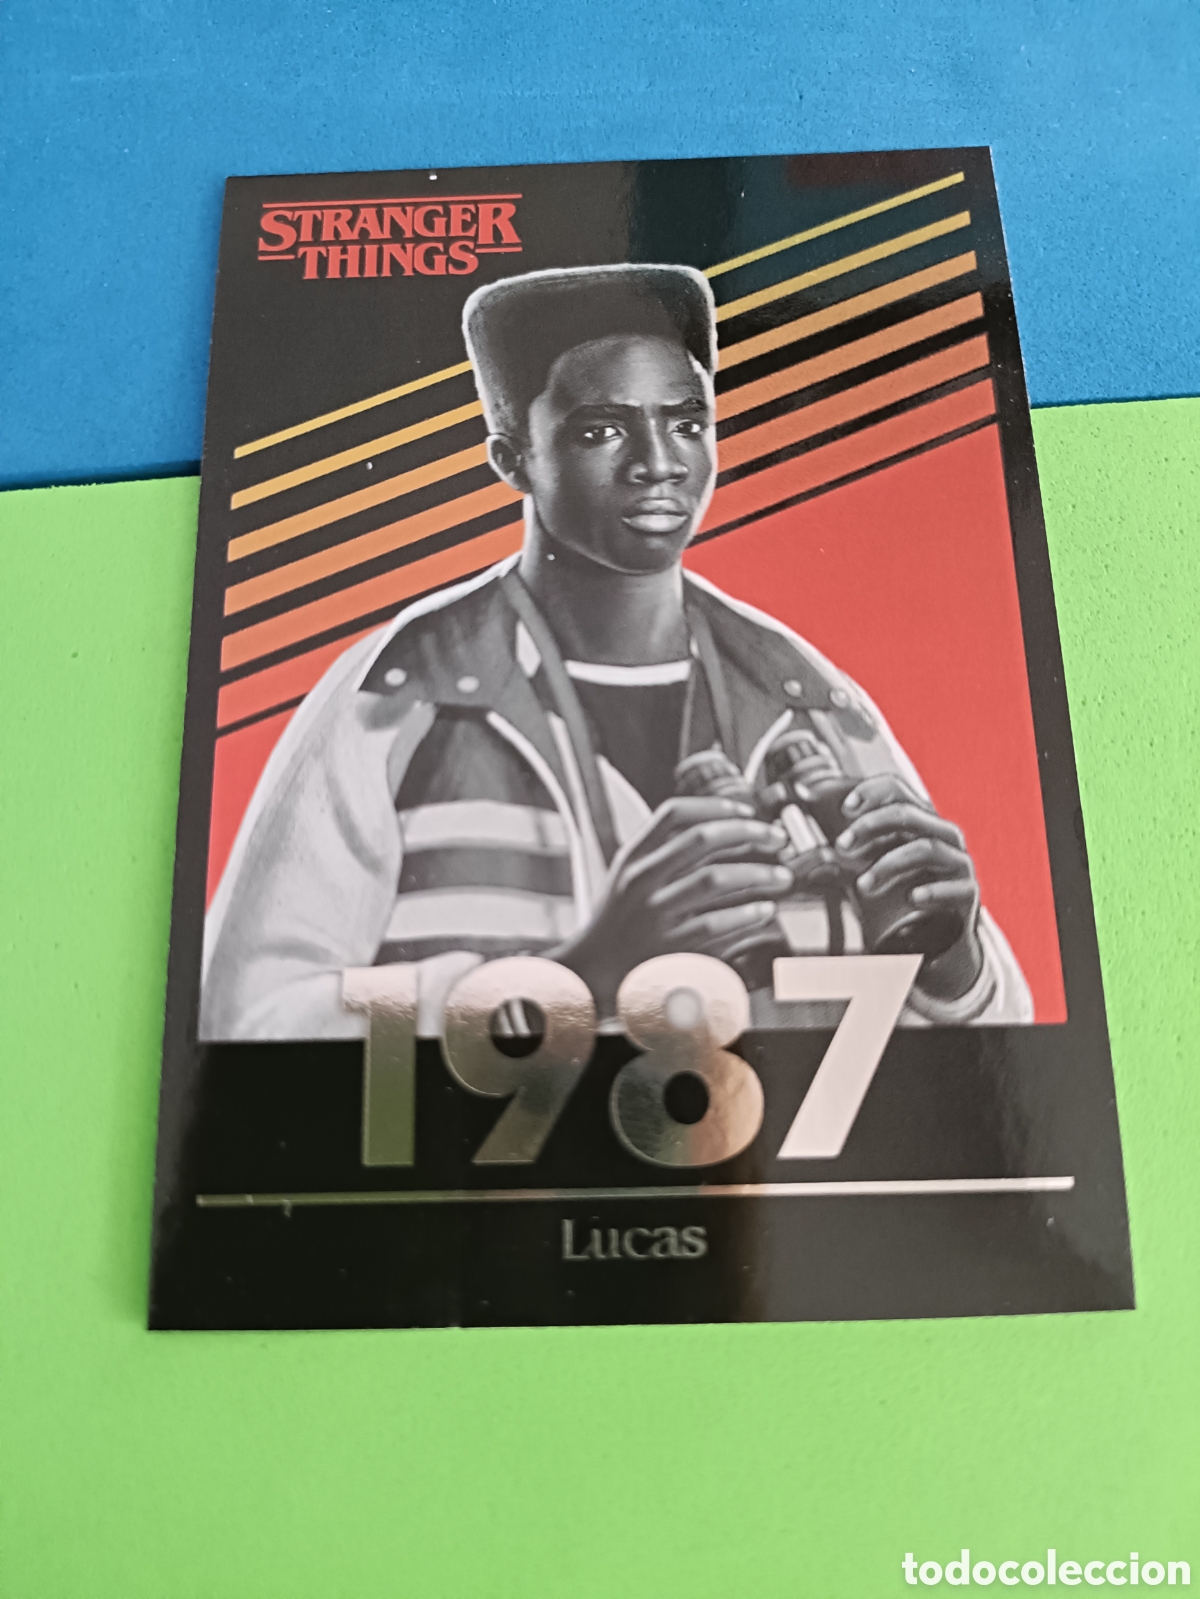 STRANGER
THINGS
1987
Lucas
todocoleccion